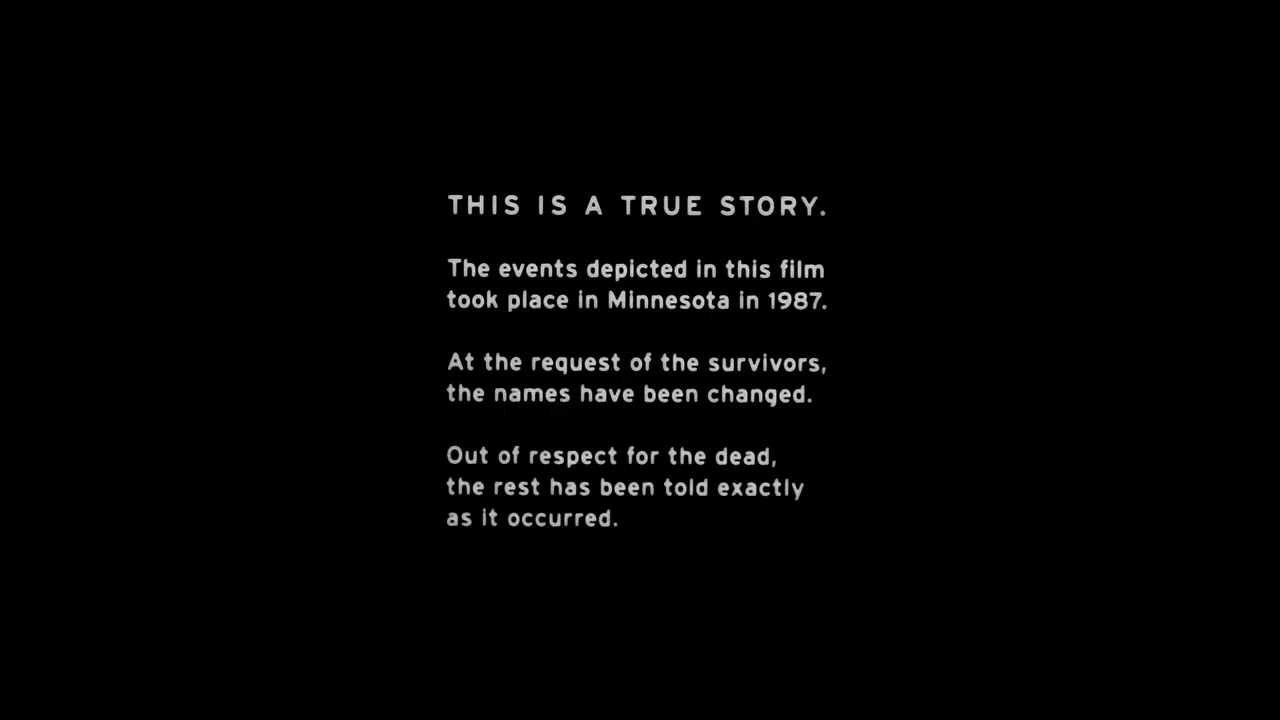 THIS IS A TRUE STORY.
The events depicted in this film
took place in Minnesota in 1987.
At the request of the survivors,
the names have been changed.
Out of respect for the dead,
the rest has been told exactly
as it occurred.